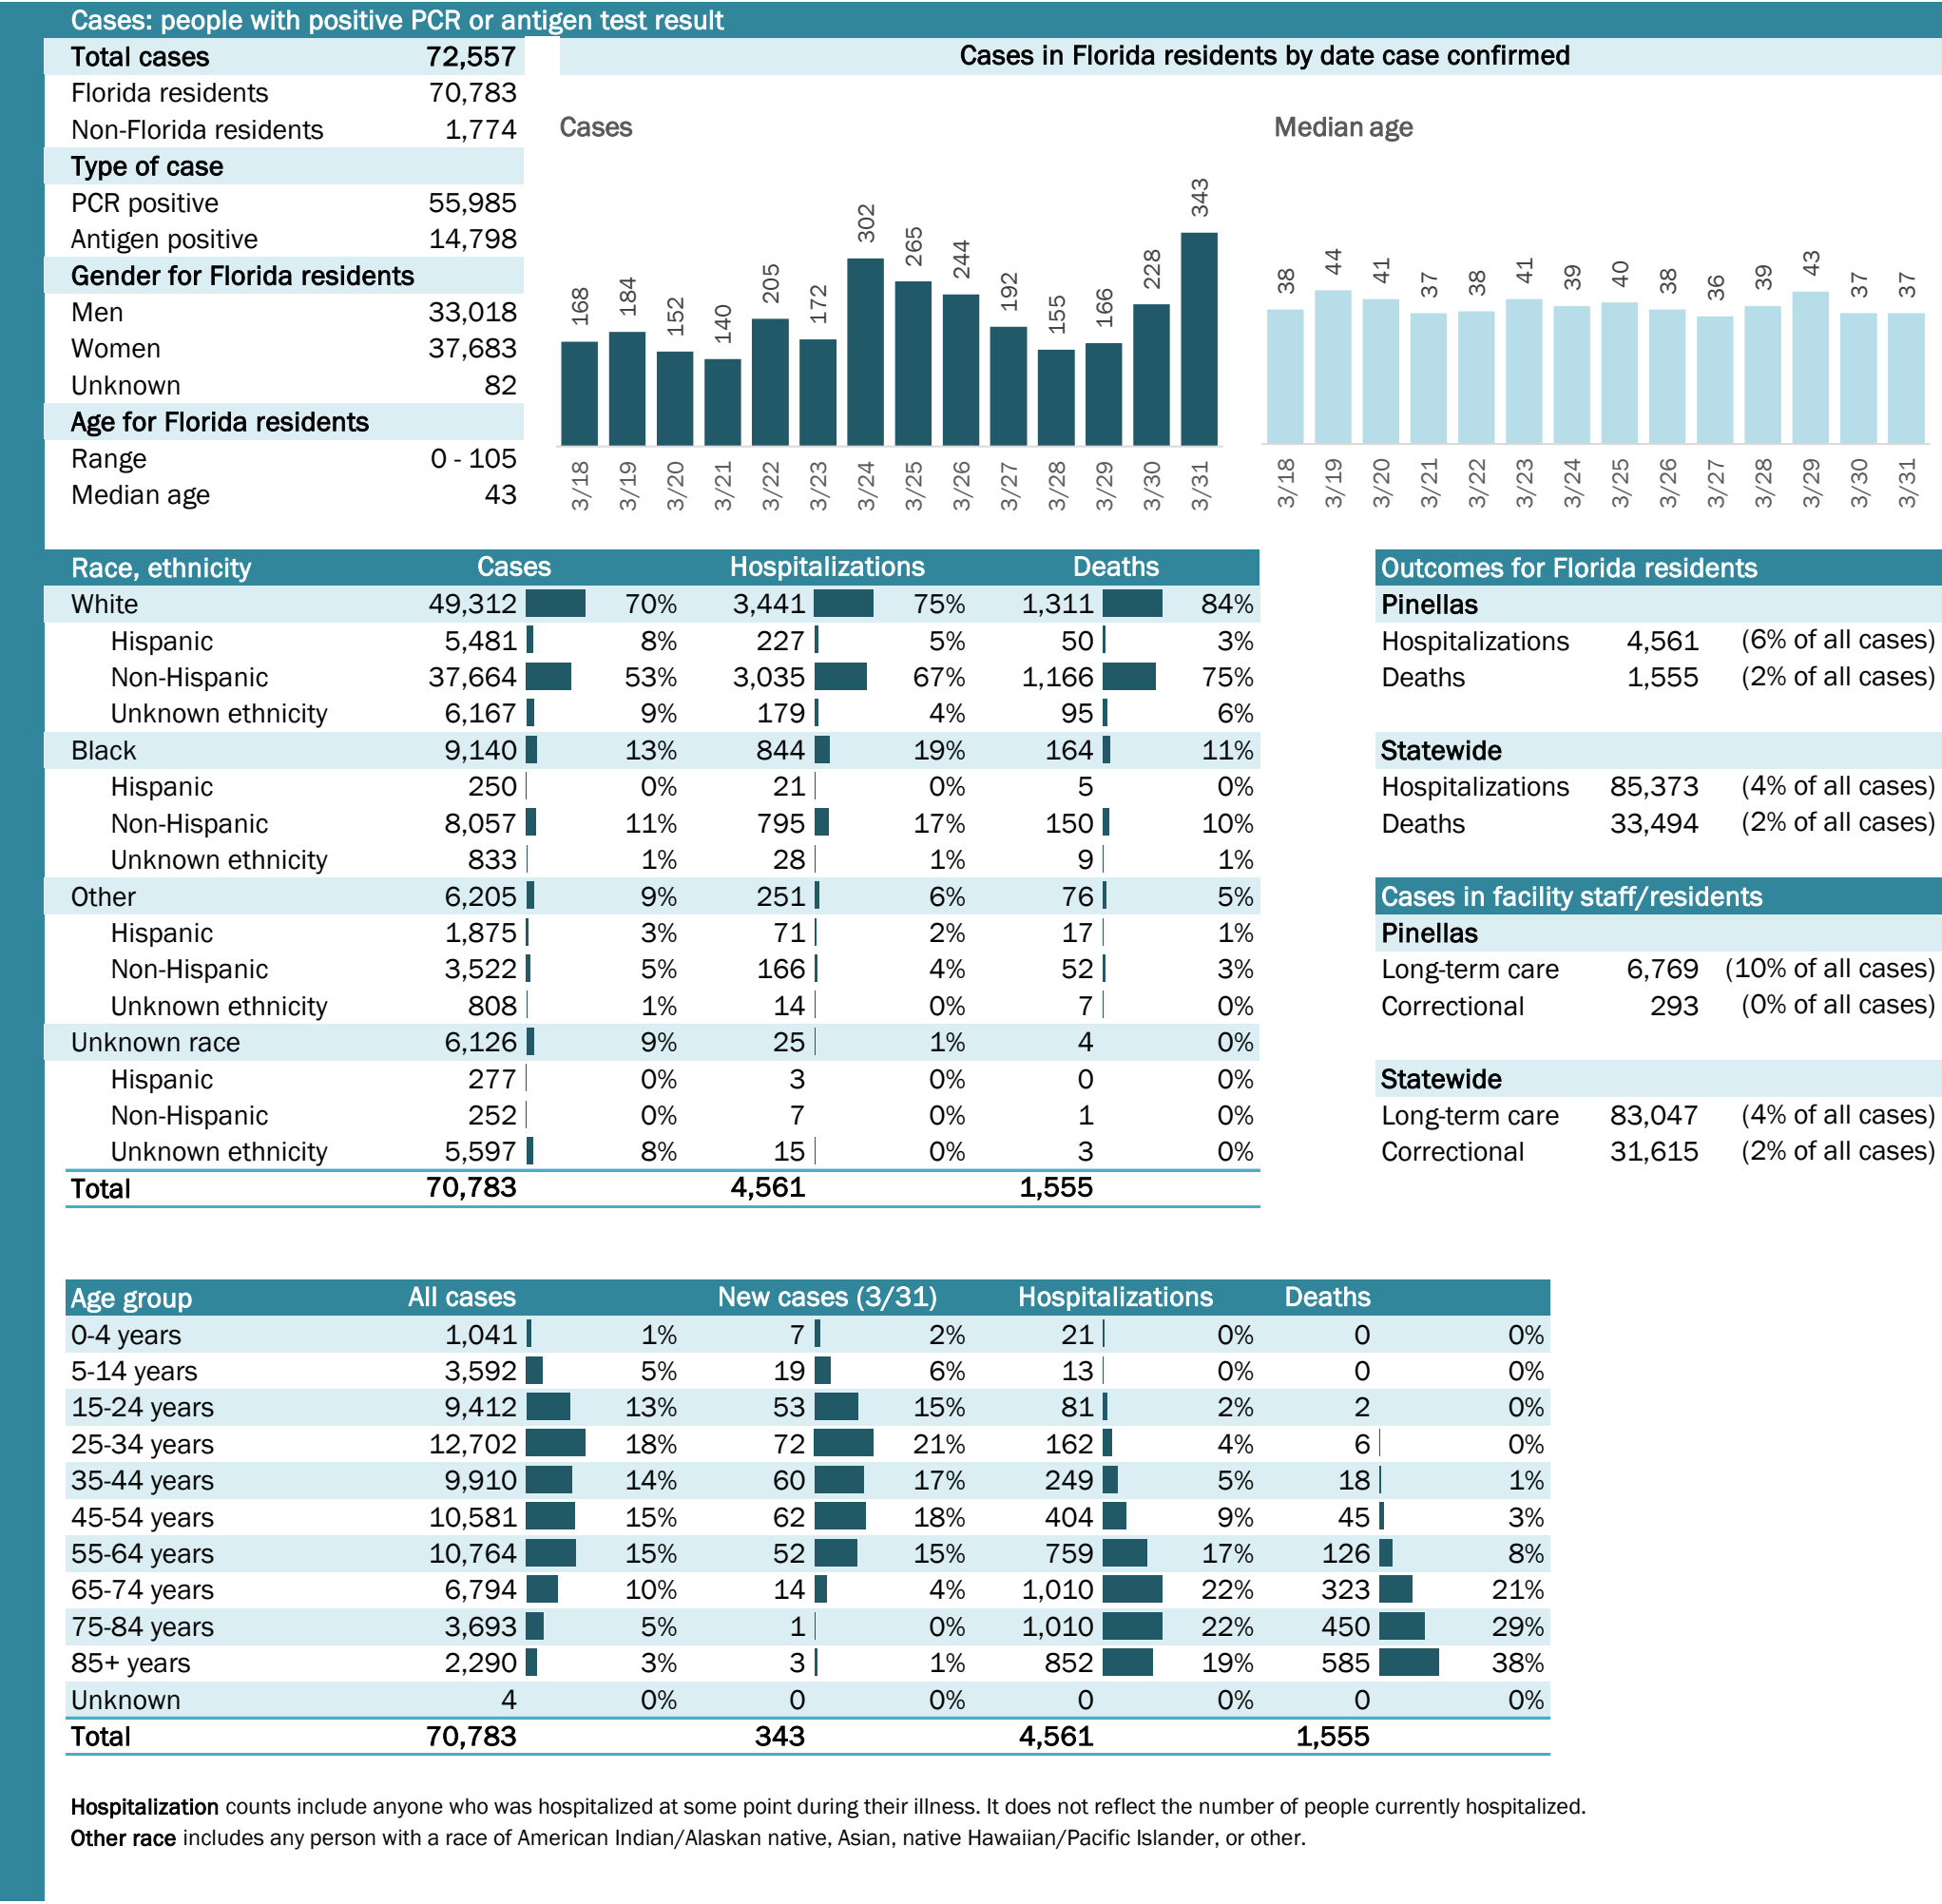 Cases: people with positive PCR or antigen test result
Total cases 72,557
Florida residents 70,783
Non-Florida residents 1,774
Type of case
PCR positive 55,985
Antigen positive 14,798
Gender for Florida residents
Men 33,018
Women 37,683
Unknown 82
Age for Florida residents
Range 0 - 105
Median age 43
Cases in Florida residents by date case confirmed
Cases
168 184 152 140 205 172 302 265 244 192 155 166 228 343
3/18 3/19 3/20 3/21 3/22 3/23 3/24 3/25 3/26 3/27 3/28 3/29 3/30 3/31
Median age
38 44 41 37 38 41 39 40 38 36 39 43 37 37
3/18 3/19 3/20 3/21 3/22 3/23 3/24 3/25 3/26 3/27 3/28 3/29 3/30 3/31
Race, ethnicity Cases Hospitalizations Deaths
White 49,312 70% 3,441 75% 1,311 84%
Hispanic 5,481 8% 227 5% 50 3%
Non-Hispanic 37,664 53% 3,035 67% 1,166 75%
Unknown ethnicity 6,167 9% 179 4% 95 6%
Black 9,140 13% 844 19% 164 11%
Hispanic 250 0% 21 0% 5 0%
Non-Hispanic 8,057 11% 795 17% 150 10%
Unknown ethnicity 833 1% 28 1% 9 1%
Other 6,205 9% 251 6% 76 5%
Hispanic 1,875 3% 71 2% 17 1%
Non-Hispanic 3,522 5% 166 4% 52 3%
Unknown ethnicity 808 1% 14 0% 7 0%
Unknown race 6,126 9% 25 1% 4 0%
Hispanic 277 0% 3 0% 0 0%
Non-Hispanic 252 0% 7 0% 1 0%
Unknown ethnicity 5,597 8% 15 0% 3 0%
Total 70,783 4,561 1,555
Outcomes for Florida residents
Pinellas
Hospitalizations 4,561 (6% of all cases)
Deaths 1,555 (2% of all cases)
Statewide
Hospitalizations 85,373 (4% of all cases)
Deaths 33,494 (2% of all cases)
Cases in facility staff/residents
Pinellas
Long-term care 6,769 (10% of all cases)
Correctional 293 (0% of all cases)
Statewide
Long-term care 83,047 (4% of all cases)
Correctional 31,615 (2% of all cases)
Age group All cases New cases (3/31) Hospitalizations Deaths
0-4 years 1,041 1% 7 2% 21 0% 0 0%
5-14 years 3,592 5% 19 6% 13 0% 0 0%
15-24 years 9,412 13% 53 15% 81 2% 2 0%
25-34 years 12,702 18% 72 21% 162 4% 6 0%
35-44 years 9,910 14% 60 17% 249 5% 18 1%
45-54 years 10,581 15% 62 18% 404 9% 45 3%
55-64 years 10,764 15% 52 15% 759 17% 126 8%
65-74 years 6,794 10% 14 4% 1,010 22% 323 21%
75-84 years 3,693 5% 1 0% 1,010 22% 450 29%
85+ years 2,290 3% 3 1% 852 19% 585 38%
Unknown 4 0% 0 0% 0 0% 0 0%
Total 70,783 343 4,561 1,555
Hospitalization counts include anyone who was hospitalized at some point during their illness. It does not reflect the number of people currently hospitalized.
Other race includes any person with a race of American Indian/Alaskan native, Asian, native Hawaiian/Pacific Islander, or other.